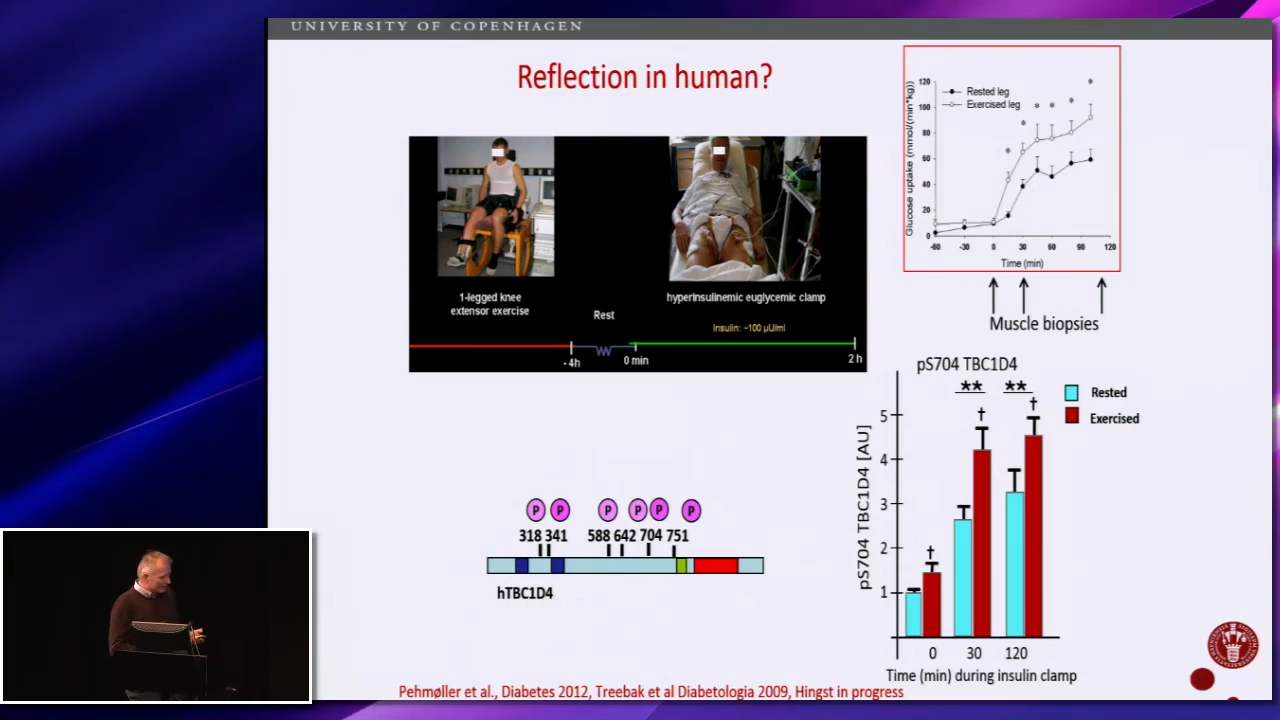 UNIVERSITY OF COPENHAGEN
Reflection in human?
1-legged knee
extensor exercise
Rest
hyperinsulinemic euglycemic clamp
Insulin: ~100 µU/ml
- 4h
0 min
2 h
Glucose uptake (mmol/(min*kg))
120
100
80
60
40
20
0
Rested leg
Exercised leg
* * * * * *
-60 -30 0 30 60 90 120
Time (min)
Muscle biopsies
pS704 TBC1D4
** **
† † †
Rested
Exercised
pS704 TBC1D4 [AU]
5
4
3
2
1
0 30 120
Time (min) during insulin clamp
P P P P P P
318 341 588 642 704 751
hTBC1D4
Pehmøller et al., Diabetes 2012, Treebak et al Diabetologia 2009, Hingst in progress